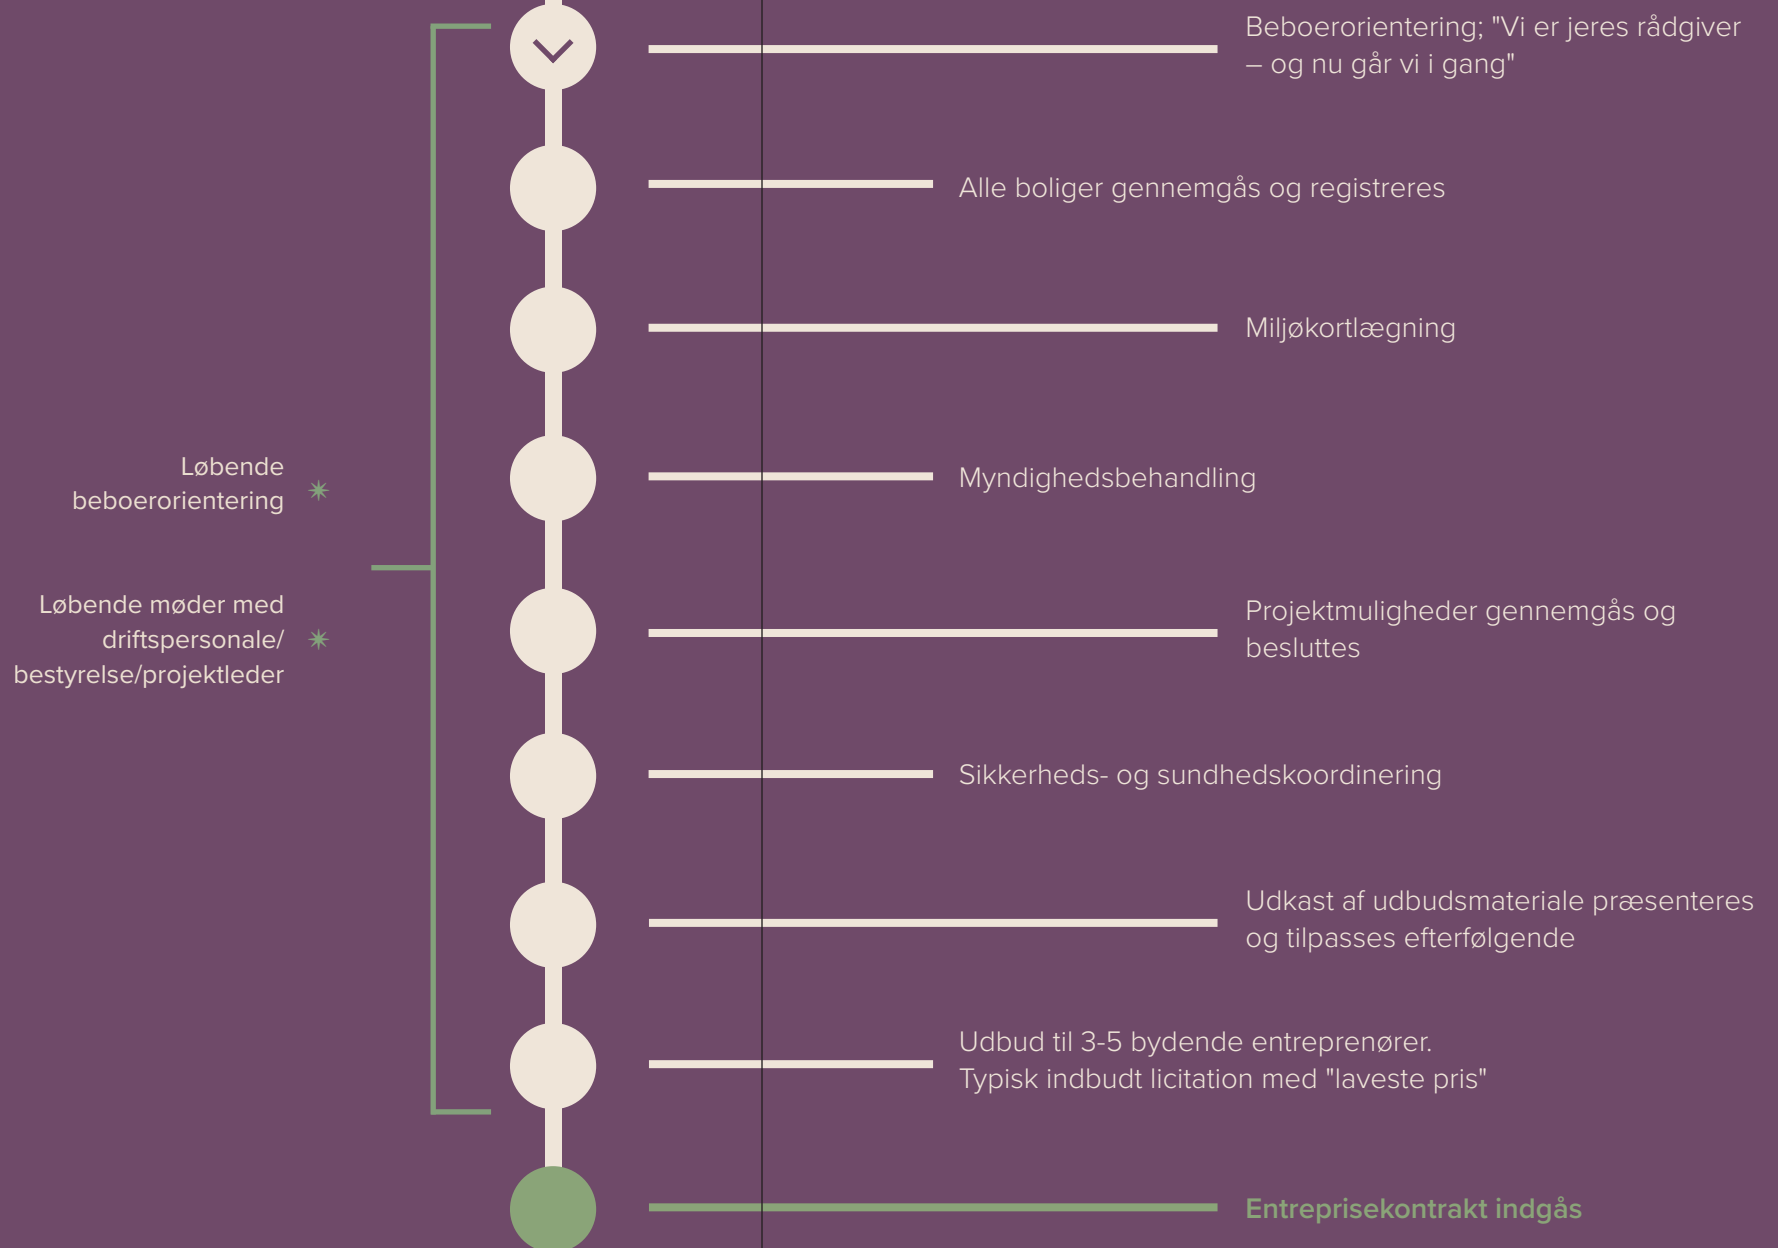 Beboerorientering; "Vi er jeres rådgiver
– og nu går vi i gang"
Alle boliger gennemgås og registreres
Miljøkortlægning
Løbende
beboerorientering
Myndighedsbehandling
Løbende møder med
driftspersonale/
bestyrelse/projektleder
Projektmuligheder gennemgås og
besluttes
Sikkerheds- og sundhedskoordinering
Udkast af udbudsmateriale præsenteres
og tilpasses efterfølgende
Udbud til 3-5 bydende entreprenører.
Typisk indbudt licitation med "laveste pris"
Entreprisekontrakt indgås